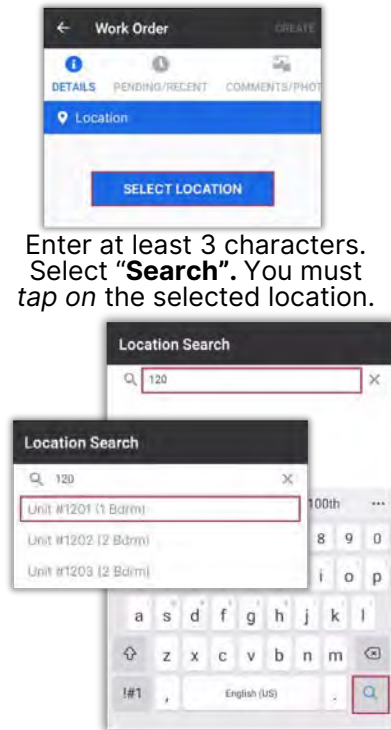 Work Order CREATE
DETAILS PENDING/RECENT COMMENTS/PHOT
Location
SELECT LOCATION
Enter at least 3 characters.
Select “Search”. You must
tap on the selected location.
Location Search
120
Location Search
120
Unit #1201 (1 Bdrm)
Unit #1202 (2 Bdrm)
Unit #1203 (2 Bdrm)
100th ...
8 9 0
i o p
a s d f g h j k l
z x c v b n m
!#1 , English (US) .